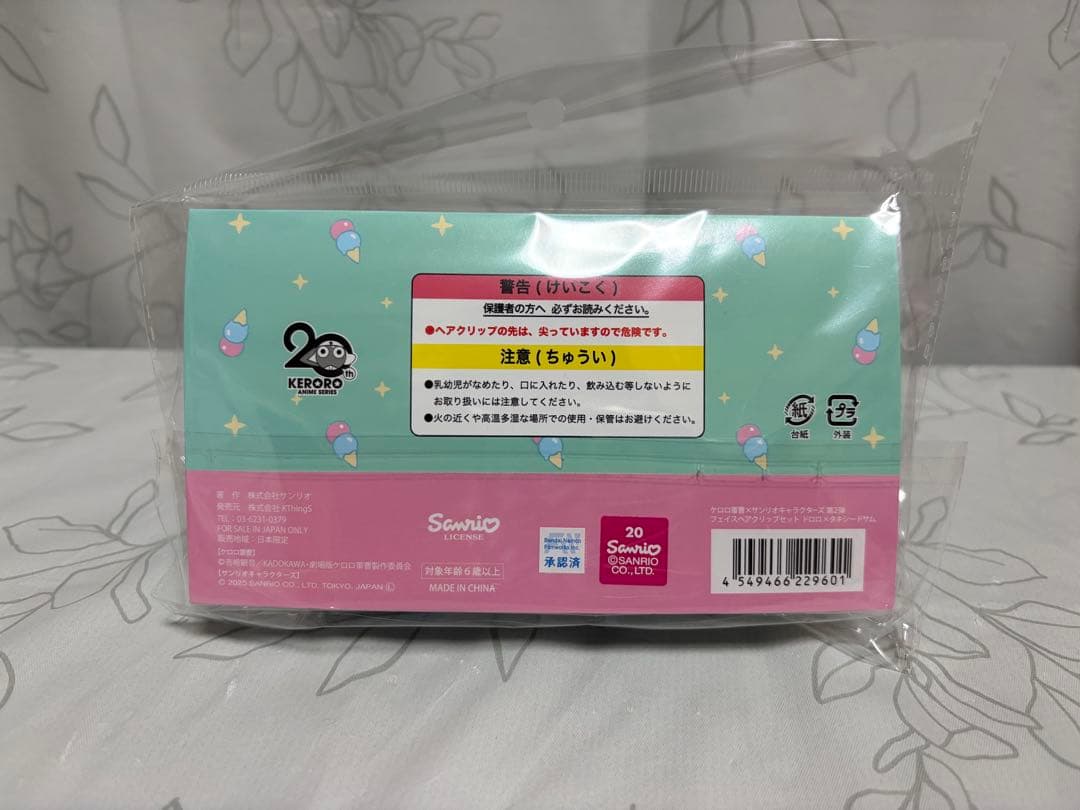 警告(けいこく)
保護者の方へ 必ずお読みください。
●ヘアクリップの先は、尖っていますので危険です。
注意(ちゅうい)
●乳幼児がなめたり、口に入れたり、飲み込む等しないように
お取り扱いには注意してください。
●火の近くや高温多湿な場所での使用・保管はお避けください。
20th
KERORO
ANIME SERIES
紙
台紙
プラ
外装
著 作 株式会社サンリオ
発売元 株式会社KThingS
TEL:03-6231-0379
FOR SALE IN JAPAN ONLY
販売地域:日本限定
【ケロロ軍曹】
©吉崎観音/KADOKAWA・劇場版ケロロ軍曹製作委員会
【サンリオキャラクターズ】
© 2025 SANRIO CO., LTD. TOKYO, JAPAN Ⓛ
Sanrio
LICENSE
対象年齢6歳以上
MADE IN CHINA
Bandai Namco
Filmworks Inc.
承認済
20
Sanrio
©SANRIO
CO., LTD.
ケロロ軍曹×サンリオキャラクターズ 第2弾
フェイスヘアクリップセット ドロロ×タキシードサム
4 549466 229601